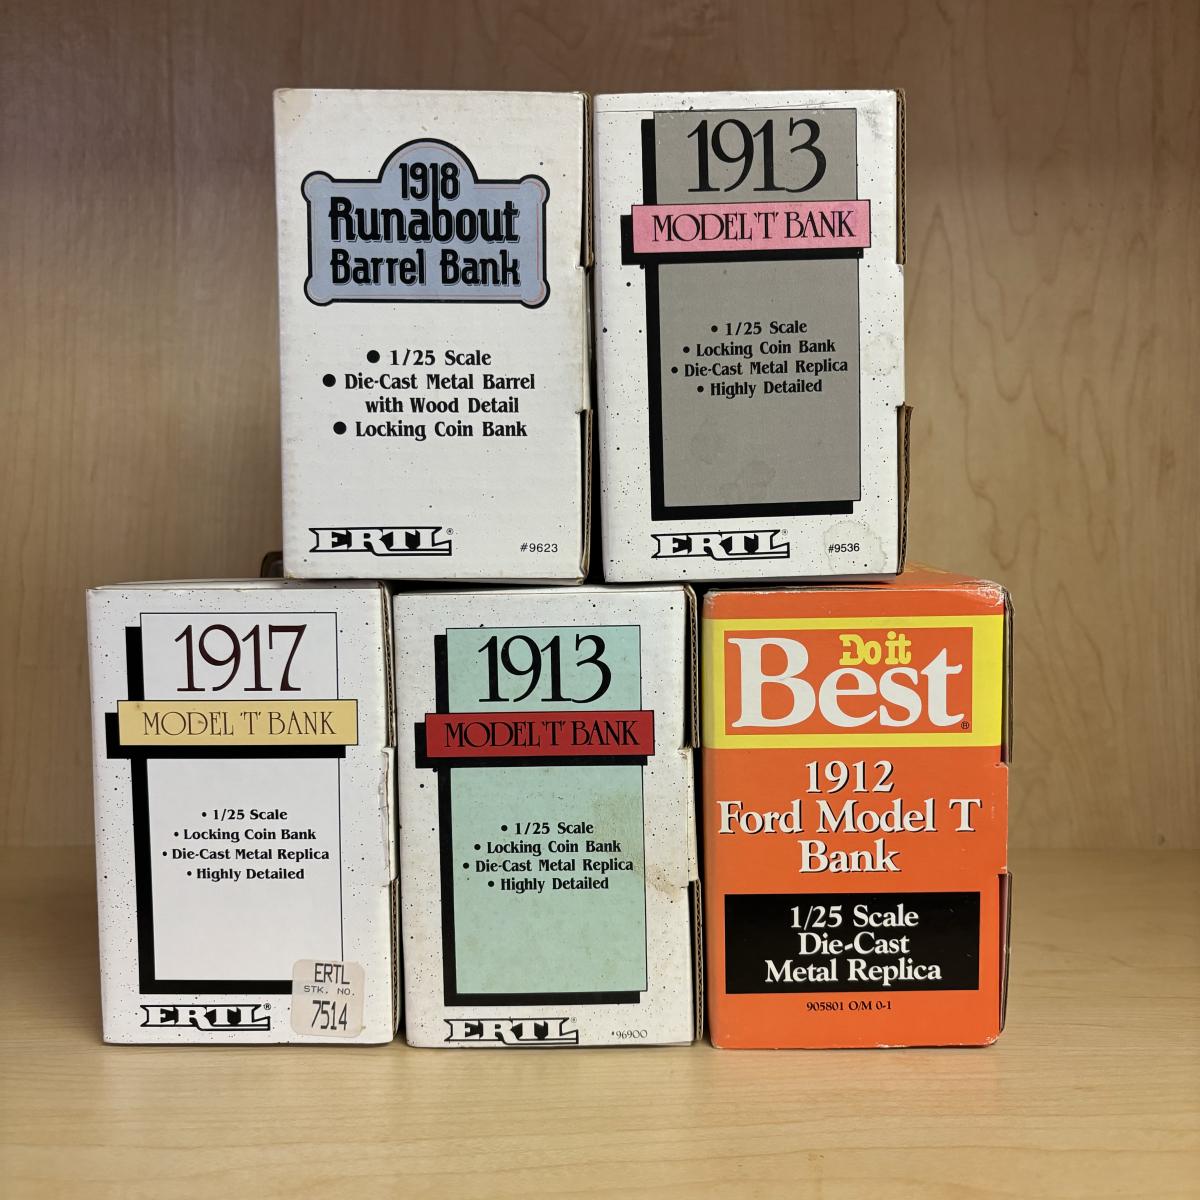 1918
Runabout
Barrel Bank
● 1/25 Scale
● Die-Cast Metal Barrel
with Wood Detail
● Locking Coin Bank
ERTL®
#9623
1913
MODEL 'T' BANK
• 1/25 Scale
• Locking Coin Bank
• Die-Cast Metal Replica
• Highly Detailed
ERTL®
#9536
1917
MODEL 'T' BANK
• 1/25 Scale
• Locking Coin Bank
• Die-Cast Metal Replica
• Highly Detailed
ERTL®
ERTL
STK. NO.
7514
1913
MODEL 'T' BANK
• 1/25 Scale
• Locking Coin Bank
• Die-Cast Metal Replica
• Highly Detailed
ERTL®
#96900
Do it
Best®
1912
Ford Model T
Bank
1/25 Scale
Die-Cast
Metal Replica
905801 O/M 0-1